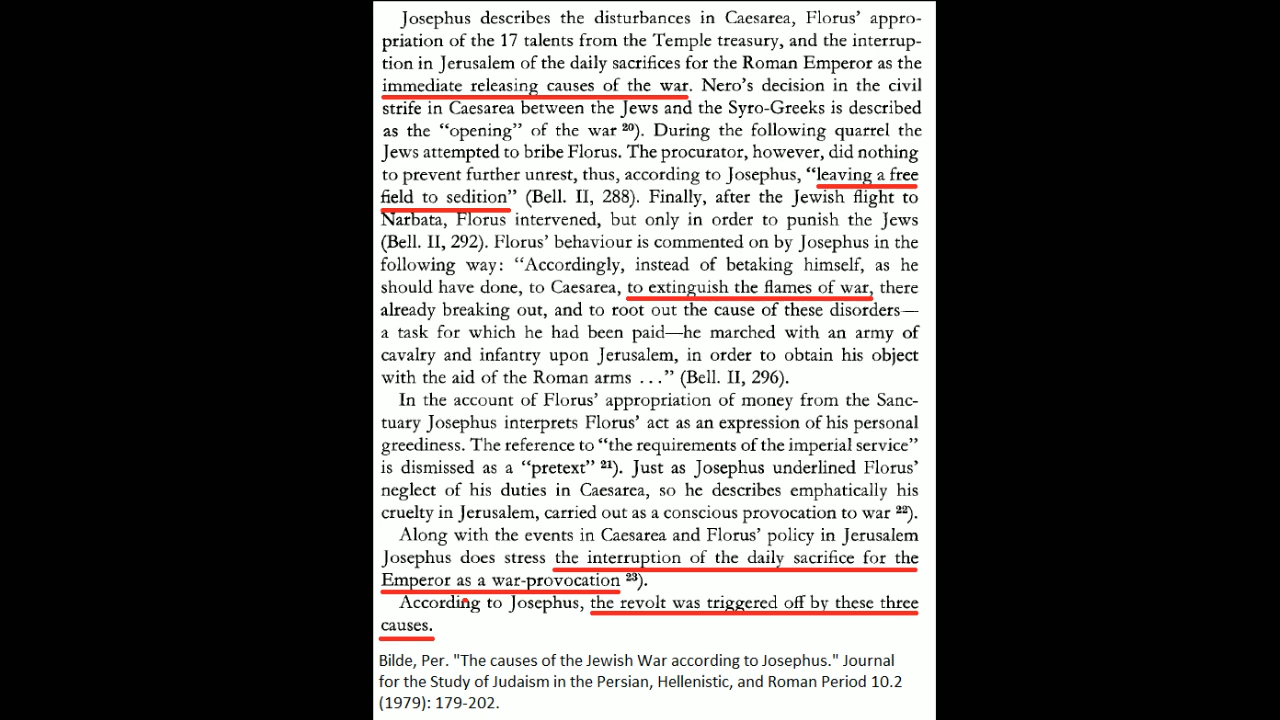 Josephus describes the disturbances in Caesarea, Florus’ appro-
priation of the 17 talents from the Temple treasury, and the interrup-
tion in Jerusalem of the daily sacrifices for the Roman Emperor as the
immediate releasing causes of the war. Nero’s decision in the civil
strife in Caesarea between the Jews and the Syro-Greeks is described
as the “opening” of the war ²⁰). During the following quarrel the
Jews attempted to bribe Florus. The procurator, however, did nothing
to prevent further unrest, thus, according to Josephus, “leaving a free
field to sedition” (Bell. II, 288). Finally, after the Jewish flight to
Narbata, Florus intervened, but only in order to punish the Jews
(Bell. II, 292). Florus’ behaviour is commented on by Josephus in the
following way: “Accordingly, instead of betaking himself, as he
should have done, to Caesarea, to extinguish the flames of war, there
already breaking out, and to root out the cause of these disorders—
a task for which he had been paid—he marched with an army of
cavalry and infantry upon Jerusalem, in order to obtain his object
with the aid of the Roman arms ...” (Bell. II, 296).
In the account of Florus’ appropriation of money from the Sanc-
tuary Josephus interprets Florus’ act as an expression of his personal
greediness. The reference to “the requirements of the imperial service”
is dismissed as a “pretext” ²¹). Just as Josephus underlined Florus’
neglect of his duties in Caesarea, so he describes emphatically his
cruelty in Jerusalem, carried out as a conscious provocation to war ²²).
Along with the events in Caesarea and Florus’ policy in Jerusalem
Josephus does stress the interruption of the daily sacrifice for the
Emperor as a war-provocation ²³).
According to Josephus, the revolt was triggered off by these three
causes.
Bilde, Per. "The causes of the Jewish War according to Josephus." Journal
for the Study of Judaism in the Persian, Hellenistic, and Roman Period 10.2
(1979): 179-202.